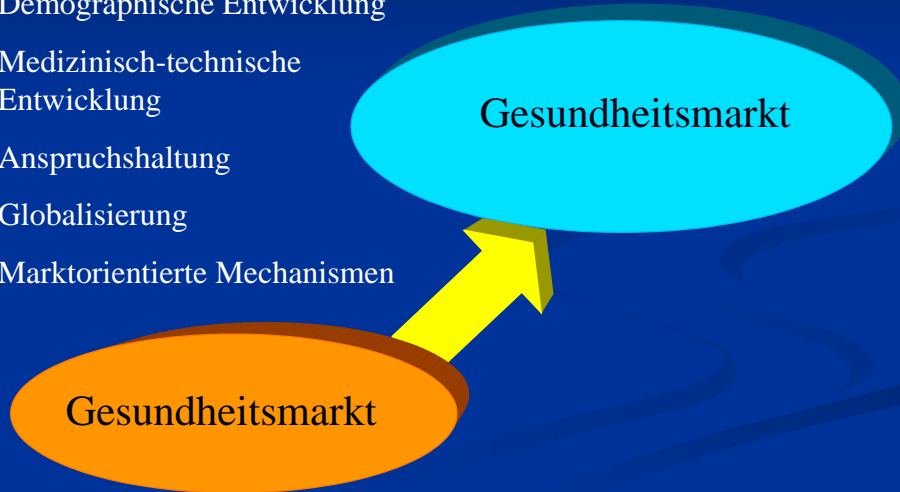 Demographische Entwicklung
Medizinisch-technische
Entwicklung
Anspruchshaltung
Globalisierung
Marktorientierte Mechanismen
Gesundheitsmarkt
Gesundheitsmarkt